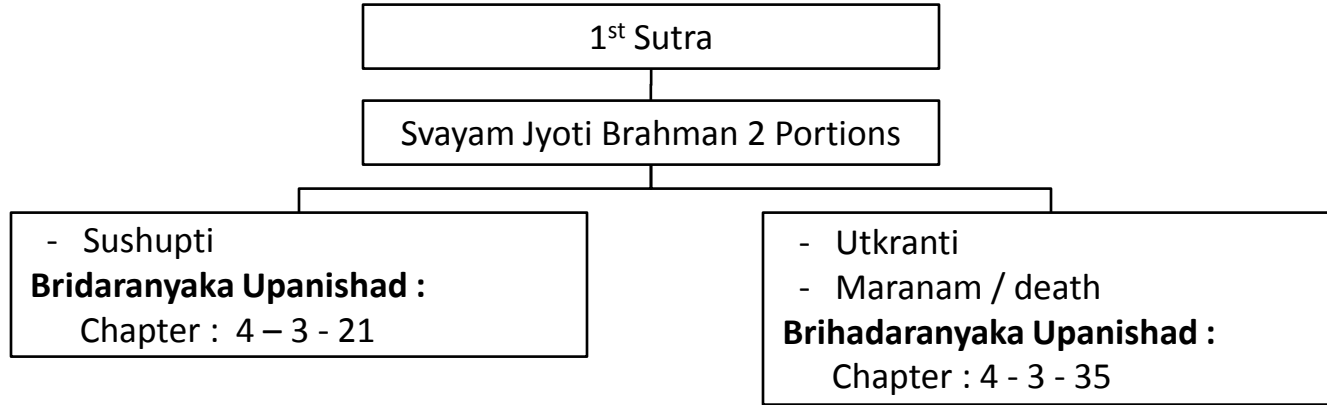 1st Sutra
Svayam Jyoti Brahman 2 Portions
- Sushupti
Bridaranyaka Upanishad :
Chapter : 4 – 3 - 21
- Utkranti
- Maranam / death
Brihadaranyaka Upanishad :
Chapter : 4 - 3 - 35